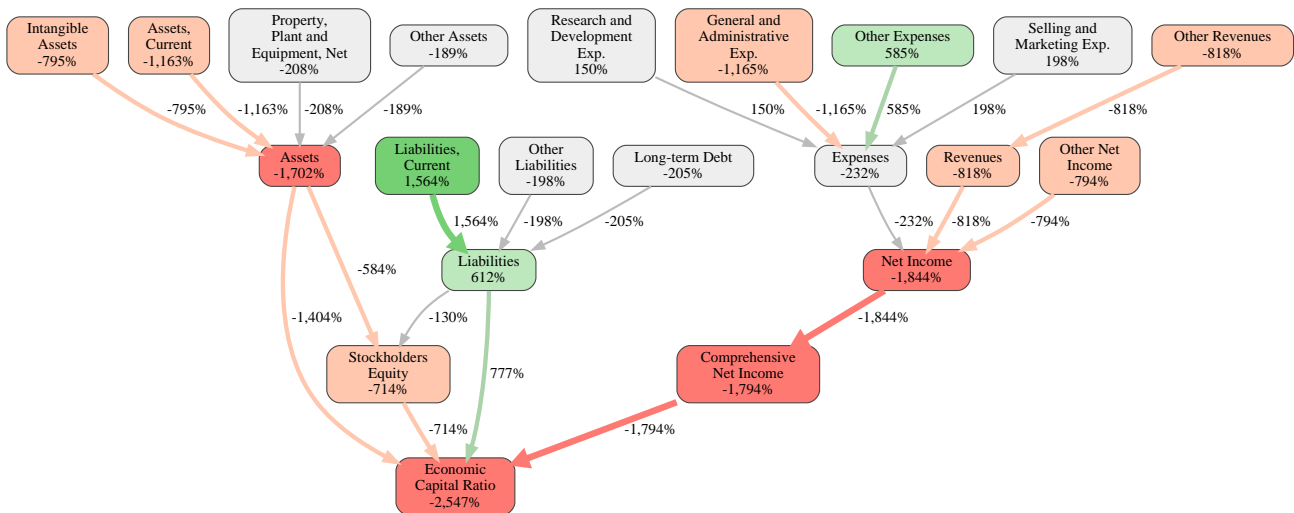 Intangible
Assets
-795%
Assets,
Current
-1,163%
Property,
Plant and
Equipment, Net
-208%
Other Assets
-189%
Research and
Development
Exp.
150%
General and
Administrative
Exp.
-1,165%
Other Expenses
585%
Selling and
Marketing Exp.
198%
Other Revenues
-818%
-795%
-1,163%
-208%
-189%
150%
-1,165%
585%
198%
-818%
Assets
-1,702%
Liabilities,
Current
1,564%
Other
Liabilities
-198%
Long-term Debt
-205%
Expenses
-232%
Revenues
-818%
Other Net
Income
-794%
1,564%
-198%
-205%
-232%
-818%
-794%
-584%
Liabilities
612%
Net Income
-1,844%
-1,404%
-130%
777%
-1,844%
Stockholders
Equity
-714%
Comprehensive
Net Income
-1,794%
-714%
-1,794%
Economic
Capital Ratio
-2,547%